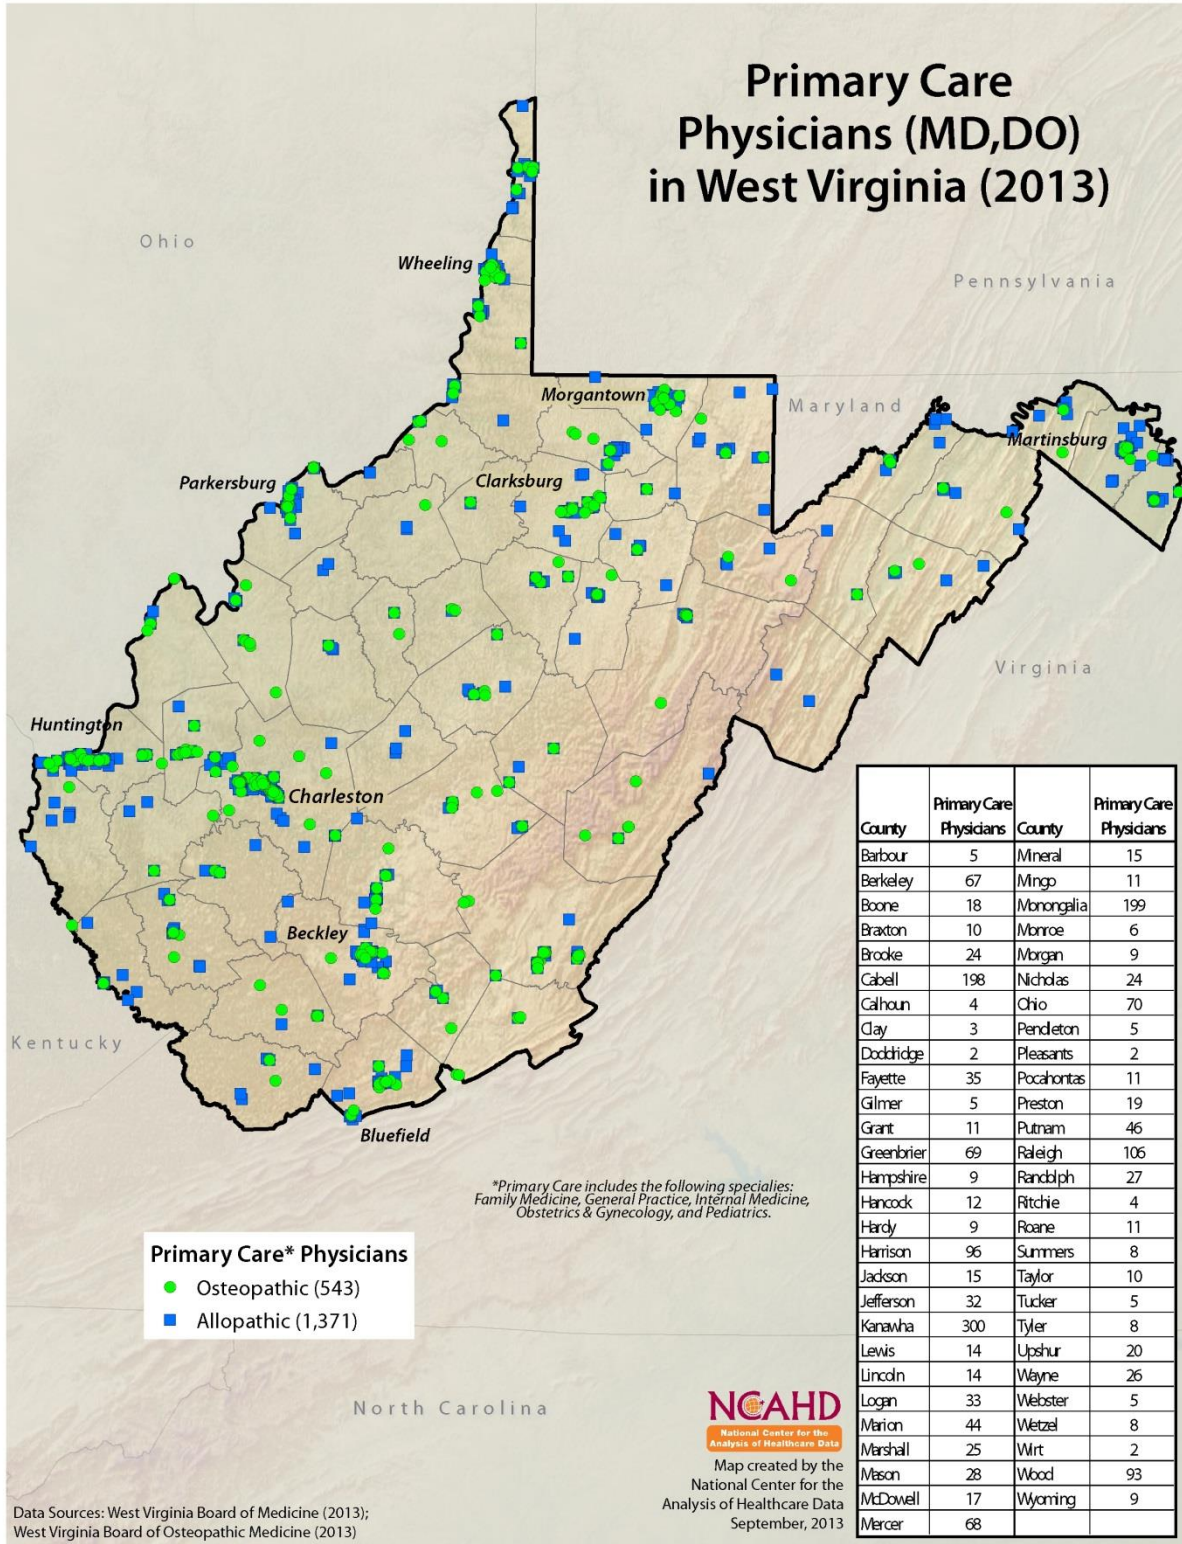 Primary Care
Physicians (MD,DO)
in West Virginia (2013)
Ohio
Wheeling
Pennsylvania
Morgantown
Maryland
Martinsburg
Parkersburg
Clarksburg
Virginia
Huntington
Charleston
Beckley
Kentucky
Bluefield
*Primary Care includes the following specialies:
Family Medicine, General Practice, Internal Medicine,
Obstetrics & Gynecology, and Pediatrics.
Primary Care* Physicians
Osteopathic (543)
Allopathic (1,371)
North Carolina
County Primary Care Physicians County Primary Care Physicians
Barbour 5 Mineral 15
Berkeley 67 Mingo 11
Boone 18 Monongalia 199
Braxton 10 Monroe 6
Brooke 24 Morgan 9
Cabell 198 Nicholas 24
Calhoun 4 Ohio 70
Clay 3 Pendleton 5
Doddridge 2 Pleasants 2
Fayette 35 Pocahontas 11
Gilmer 5 Preston 19
Grant 11 Putnam 46
Greenbrier 69 Raleigh 106
Hampshire 9 Randolph 27
Hancock 12 Ritchie 4
Hardy 9 Roane 11
Harrison 96 Summers 8
Jackson 15 Taylor 10
Jefferson 32 Tucker 5
Kanawha 300 Tyler 8
Lewis 14 Upshur 20
Lincoln 14 Wayne 26
Logan 33 Webster 5
Marion 44 Wetzel 8
Marshall 25 Wirt 2
Mason 28 Wood 93
McDowell 17 Wyoming 9
Mercer 68
NCAHD
National Center for the
Analysis of Healthcare Data
Map created by the
National Center for the
Analysis of Healthcare Data
September, 2013
Data Sources: West Virginia Board of Medicine (2013);
West Virginia Board of Osteopathic Medicine (2013)